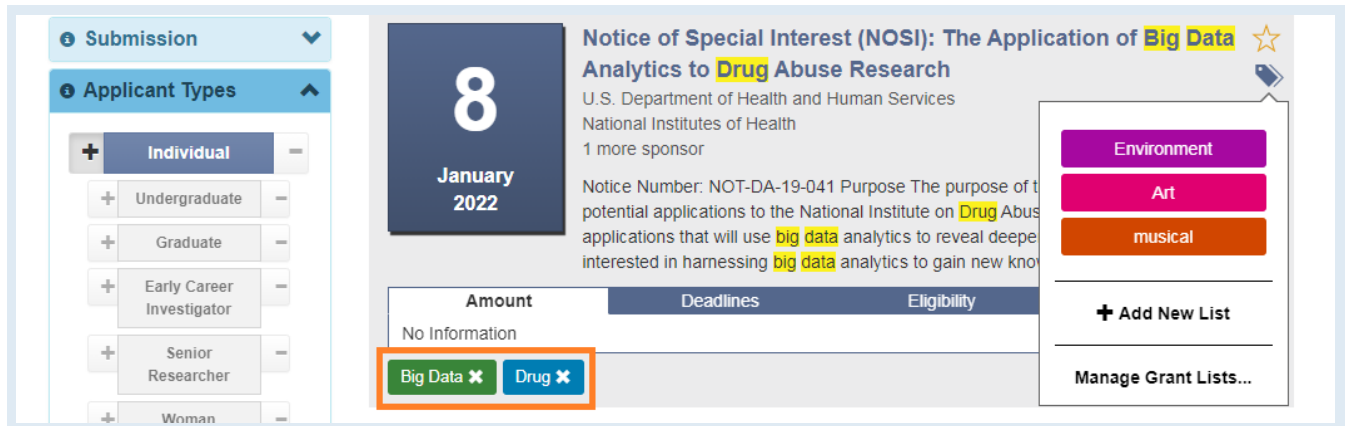 Submission
Applicant Types
+ Individual −
+ Undergraduate −
+ Graduate −
+ Early Career −
Investigator
+ Senior −
Researcher
+ Woman −
8
January
2022
Notice of Special Interest (NOSI): The Application of Big Data
Analytics to Drug Abuse Research
U.S. Department of Health and Human Services
National Institutes of Health
1 more sponsor
Notice Number: NOT-DA-19-041 Purpose The purpose of t
potential applications to the National Institute on Drug Abus
applications that will use big data analytics to reveal deepe
interested in harnessing big data analytics to gain new kno
Amount Deadlines Eligibility
No Information
Big Data ✖ Drug ✖
Environment
Art
musical
+ Add New List
Manage Grant Lists...